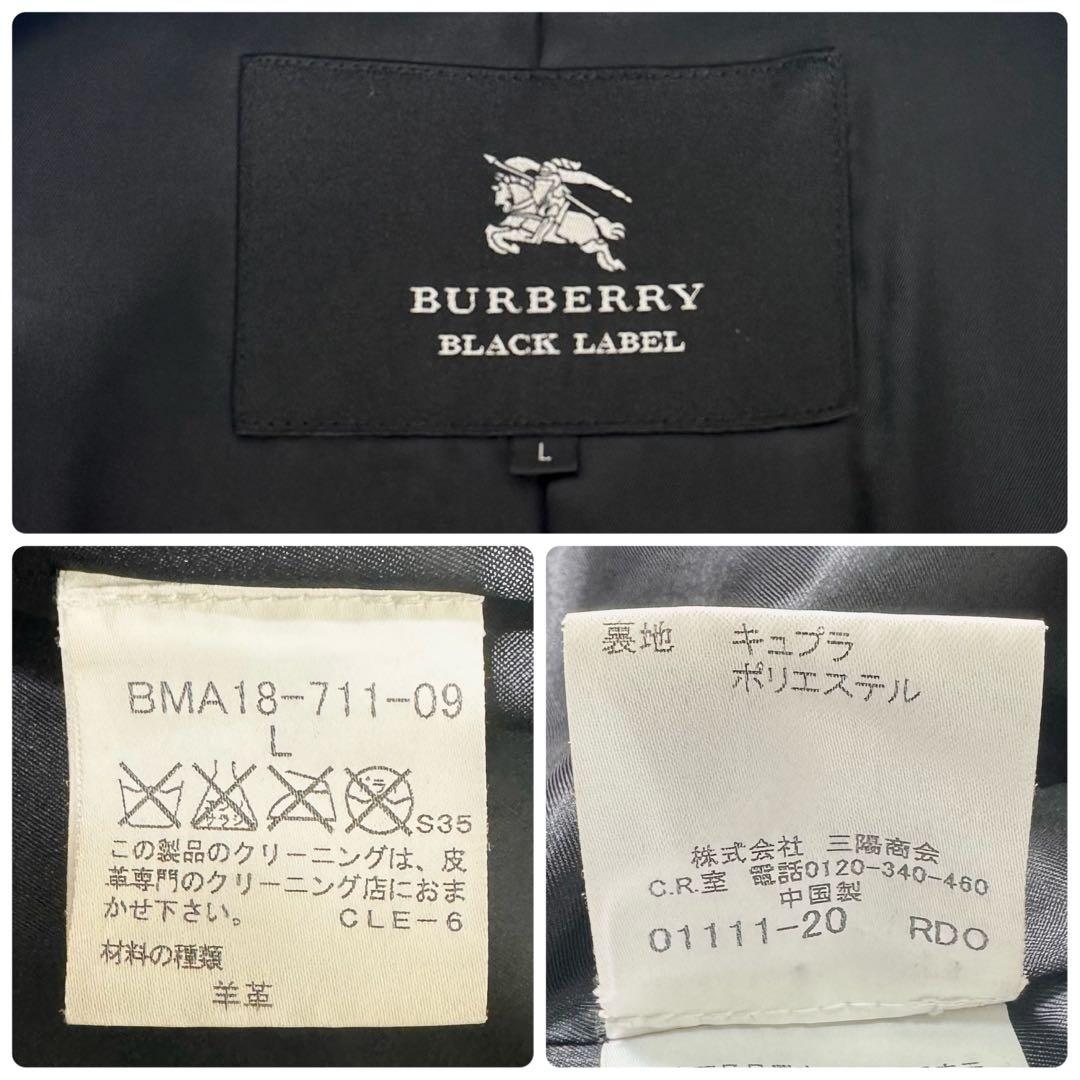 BURBERRY
BLACK LABEL
L
BMA18-711-09
L
S35
この製品のクリーニングは、皮
革専門のクリーニング店におま
かせ下さい。 CLE-6
材料の種類
羊革
裏地 キュプラ
ポリエステル
株式会社 三陽商会
C.R.室 電話0120-340-460
中国製
01111-20 RDO